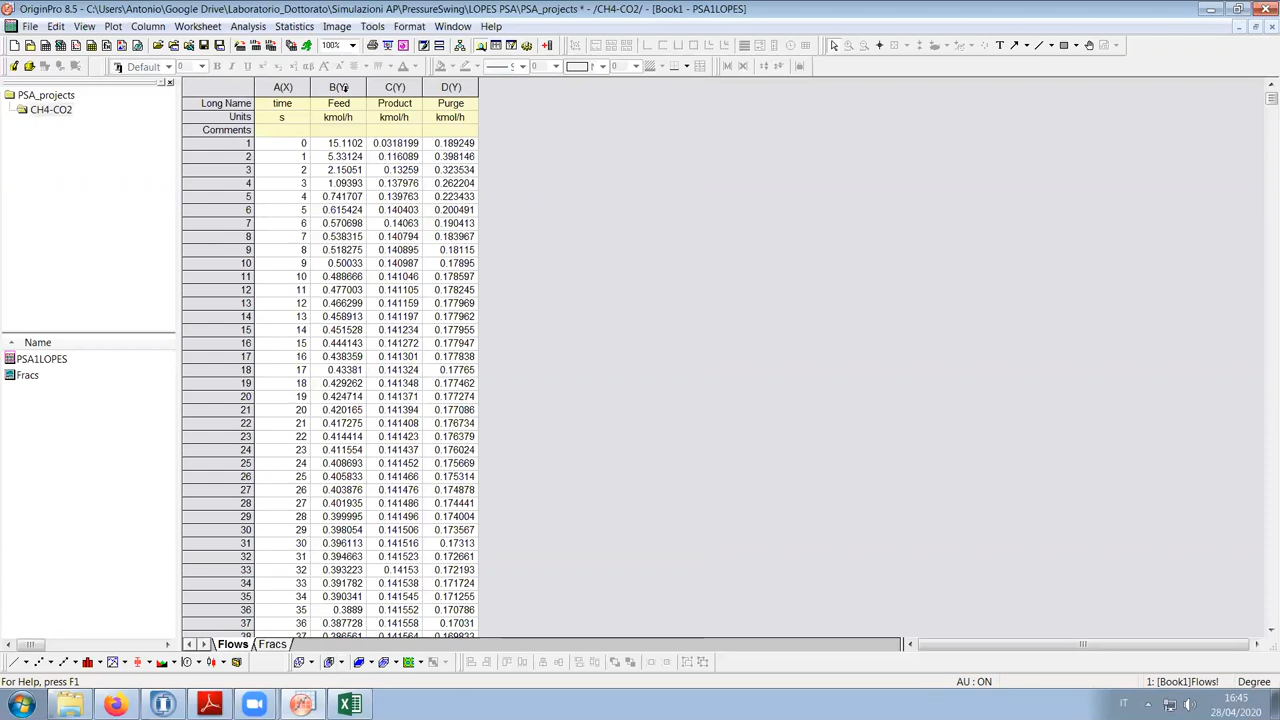 OriginPro 8.5 - C:\Users\Antonio\Google Drive\Laboratorio_Dottorato\Simulazioni AP\PressureSwing\LOPES PSA\PSA_projects * - /CH4-CO2/ - [Book1 - PSA1LOPES]
File Edit View Plot Column Worksheet Analysis Statistics Image Tools Format Window Help
100%
Default 0 S 0 0
PSA_projects
CH4-CO2
Name
PSA1LOPES
Fracs
A(X) B(Y) C(Y) D(Y)
Long Name time Feed Product Purge
Units s kmol/h kmol/h kmol/h
Comments
1 0 15.1102 0.0318199 0.189249
2 1 5.33124 0.116089 0.398146
3 2 2.15051 0.13259 0.323534
4 3 1.09393 0.137976 0.262204
5 4 0.741707 0.139763 0.223433
6 5 0.615424 0.140403 0.200491
7 6 0.570698 0.14063 0.190413
8 7 0.538315 0.140794 0.183967
9 8 0.518275 0.140895 0.18115
10 9 0.50033 0.140987 0.17895
11 10 0.488666 0.141046 0.178597
12 11 0.477003 0.141105 0.178245
13 12 0.466299 0.141159 0.177969
14 13 0.458913 0.141197 0.177962
15 14 0.451528 0.141234 0.177955
16 15 0.444143 0.141272 0.177947
17 16 0.438359 0.141301 0.177838
18 17 0.43381 0.141324 0.17765
19 18 0.429262 0.141348 0.177462
20 19 0.424714 0.141371 0.177274
21 20 0.420165 0.141394 0.177086
22 21 0.417275 0.141408 0.176734
23 22 0.414414 0.141423 0.176379
24 23 0.411554 0.141437 0.176024
25 24 0.408693 0.141452 0.175669
26 25 0.405833 0.141466 0.175314
27 26 0.403876 0.141476 0.174878
28 27 0.401935 0.141486 0.174441
29 28 0.399995 0.141496 0.174004
30 29 0.398054 0.141506 0.173567
31 30 0.396113 0.141516 0.17313
32 31 0.394663 0.141523 0.172661
33 32 0.393223 0.14153 0.172193
34 33 0.391782 0.141538 0.171724
35 34 0.390341 0.141545 0.171255
36 35 0.3889 0.141552 0.170786
37 36 0.387728 0.141558 0.17031
38 37 0.386561 0.141564 0.169833
Flows Fracs
For Help, press F1 AU : ON 1: [Book1]Flows! Degree
IT 16:45
28/04/2020